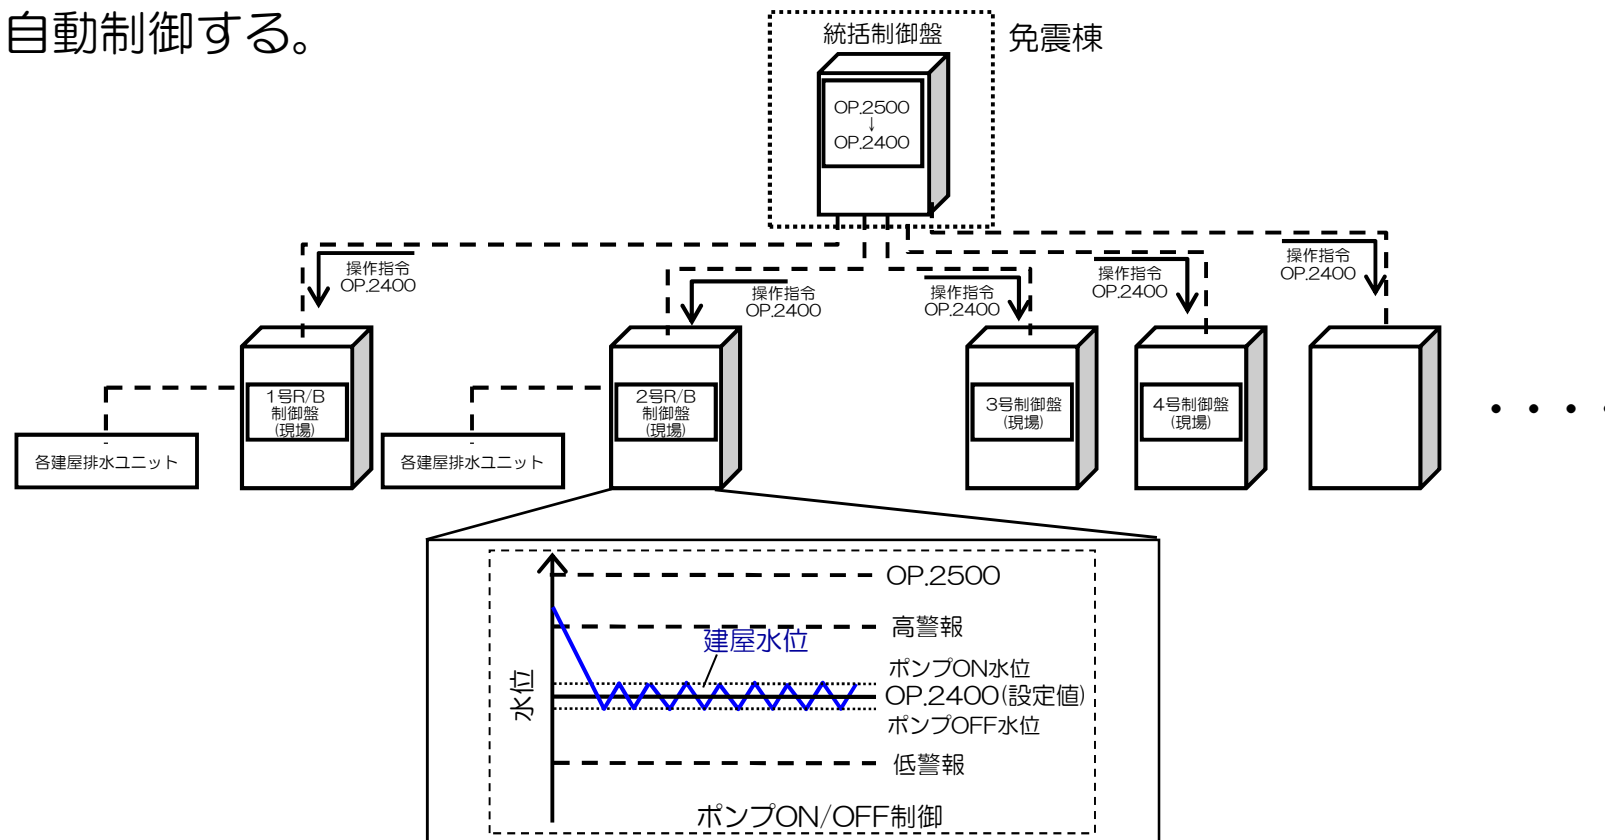 自動制御する。
統括制御盤
免震棟
OP.2500
↓
OP.2400
操作指令
OP.2400
操作指令
OP.2400
操作指令
OP.2400
操作指令
OP.2400
操作指令
OP.2400
1号R/B
制御盤
(現場)
2号R/B
制御盤
(現場)
3号制御盤
(現場)
4号制御盤
(現場)
・・・・
各建屋排水ユニット
各建屋排水ユニット
OP.2500
高警報
建屋水位
ポンプON水位
水位
OP.2400(設定値)
ポンプOFF水位
低警報
ポンプON/OFF制御